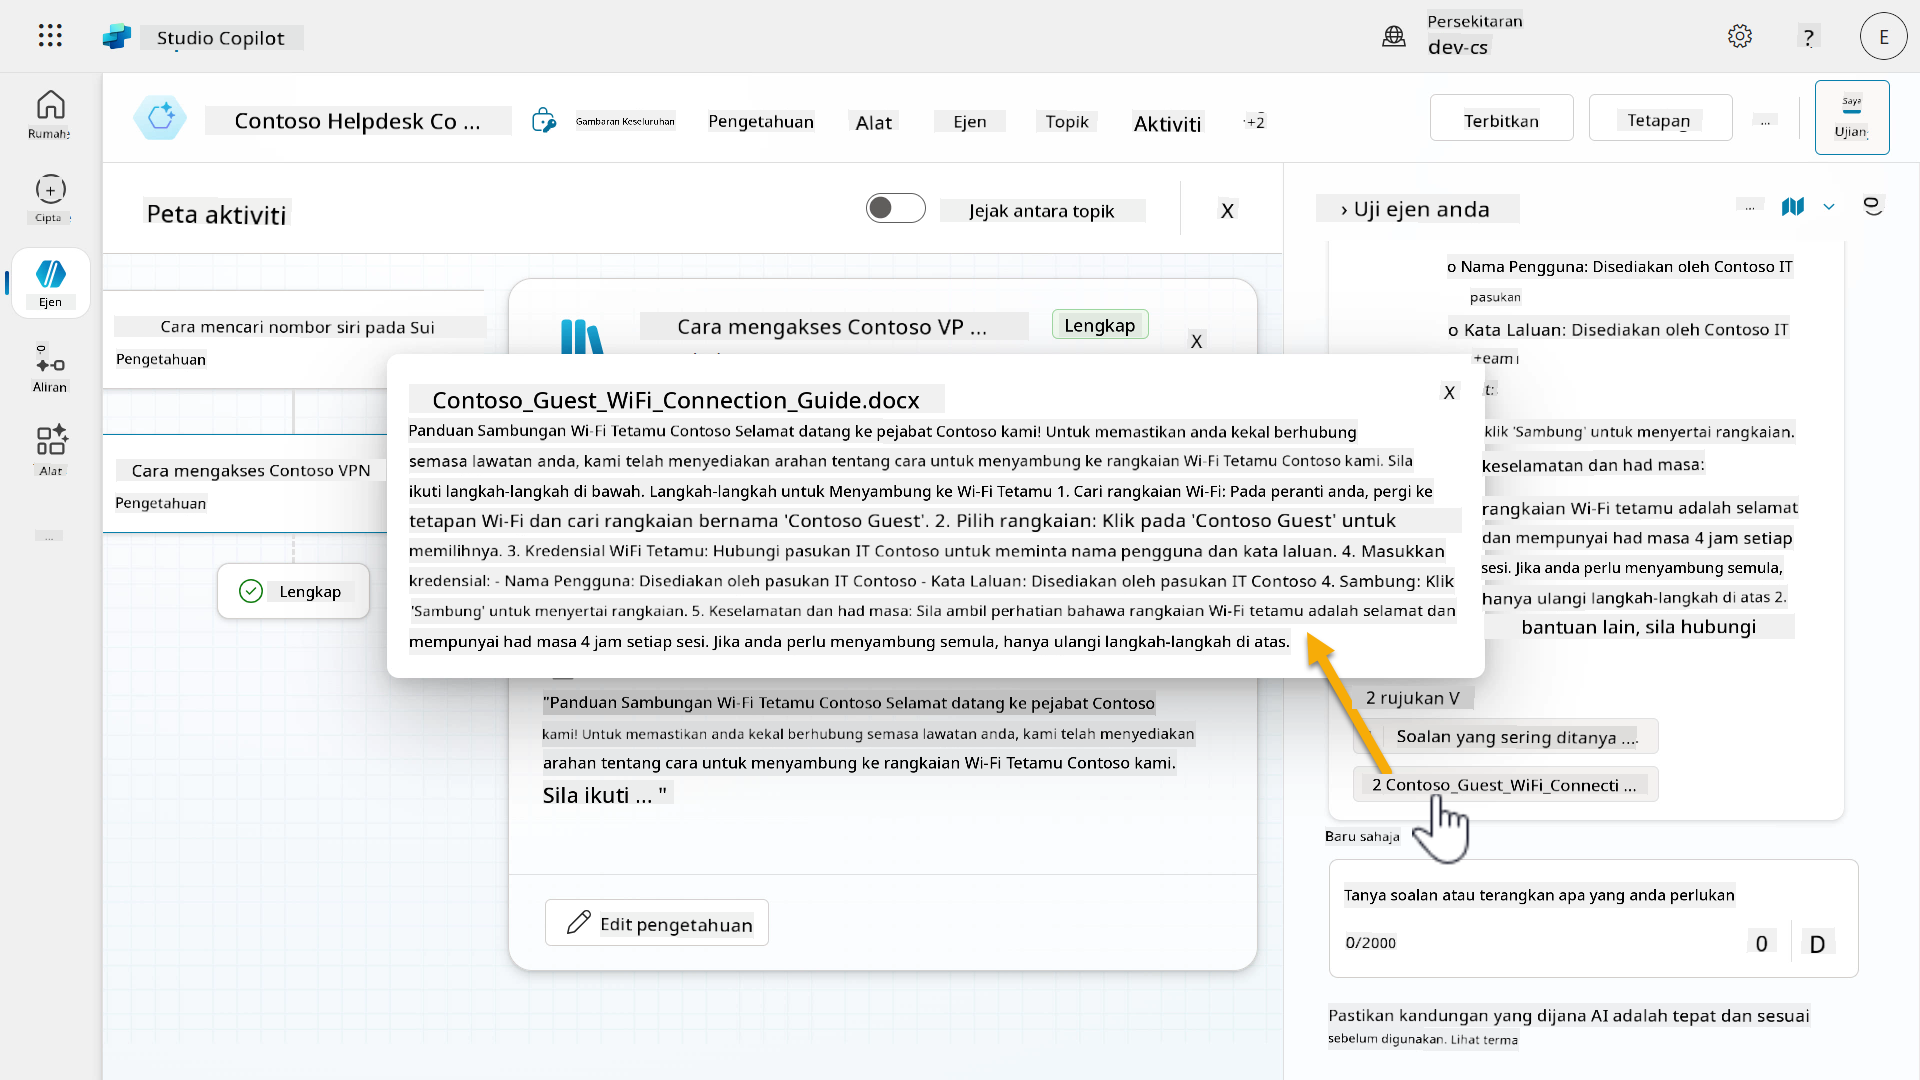 Studio Copilot
Persekitaran
dev-cs
?
E
Rumah
Cipta
Ejen
Aliran
Alat
...
Contoso Helpdesk Co ...
Gambaran Keseluruhan
Pengetahuan
Alat
Ejen
Topik
Aktiviti
+2
Terbitkan
Tetapan
...
Saya
Ujian
Peta aktiviti
Jejak antara topik
X
Cara mencari nombor siri pada Sui
Pengetahuan
Cara mengakses Contoso VPN
Pengetahuan
Lengkap
Cara mengakses Contoso VP ...
Lengkap
X
Contoso_Guest_WiFi_Connection_Guide.docx
X
Panduan Sambungan Wi-Fi Tetamu Contoso Selamat datang ke pejabat Contoso kami! Untuk memastikan anda kekal berhubung
semasa lawatan anda, kami telah menyediakan arahan tentang cara untuk menyambung ke rangkaian Wi-Fi Tetamu Contoso kami. Sila
ikuti langkah-langkah di bawah. Langkah-langkah untuk Menyambung ke Wi-Fi Tetamu 1. Cari rangkaian Wi-Fi: Pada peranti anda, pergi ke
tetapan Wi-Fi dan cari rangkaian bernama 'Contoso Guest'. 2. Pilih rangkaian: Klik pada 'Contoso Guest' untuk
memilihnya. 3. Kredensial WiFi Tetamu: Hubungi pasukan IT Contoso untuk meminta nama pengguna dan kata laluan. 4. Masukkan
kredensial: - Nama Pengguna: Disediakan oleh pasukan IT Contoso - Kata Laluan: Disediakan oleh pasukan IT Contoso 4. Sambung: Klik
'Sambung' untuk menyertai rangkaian. 5. Keselamatan dan had masa: Sila ambil perhatian bahawa rangkaian Wi-Fi tetamu adalah selamat dan
mempunyai had masa 4 jam setiap sesi. Jika anda perlu menyambung semula, hanya ulangi langkah-langkah di atas.
"Panduan Sambungan Wi-Fi Tetamu Contoso Selamat datang ke pejabat Contoso
kami! Untuk memastikan anda kekal berhubung semasa lawatan anda, kami telah menyediakan
arahan tentang cara untuk menyambung ke rangkaian Wi-Fi Tetamu Contoso kami.
Sila ikuti ... "
Edit pengetahuan
› Uji ejen anda
...
o Nama Pengguna: Disediakan oleh Contoso IT
pasukan
o Kata Laluan: Disediakan oleh Contoso IT
+eam
t:
klik 'Sambung' untuk menyertai rangkaian.
keselamatan dan had masa:
rangkaian Wi-Fi tetamu adalah selamat
dan mempunyai had masa 4 jam setiap
sesi. Jika anda perlu menyambung semula,
hanya ulangi langkah-langkah di atas 2.
bantuan lain, sila hubungi
2 rujukan V
Soalan yang sering ditanya ...
2 Contoso_Guest_WiFi_Connecti ...
Baru sahaja
Tanya soalan atau terangkan apa yang anda perlukan
0/2000
0
D
Pastikan kandungan yang dijana AI adalah tepat dan sesuai
sebelum digunakan. Lihat terma